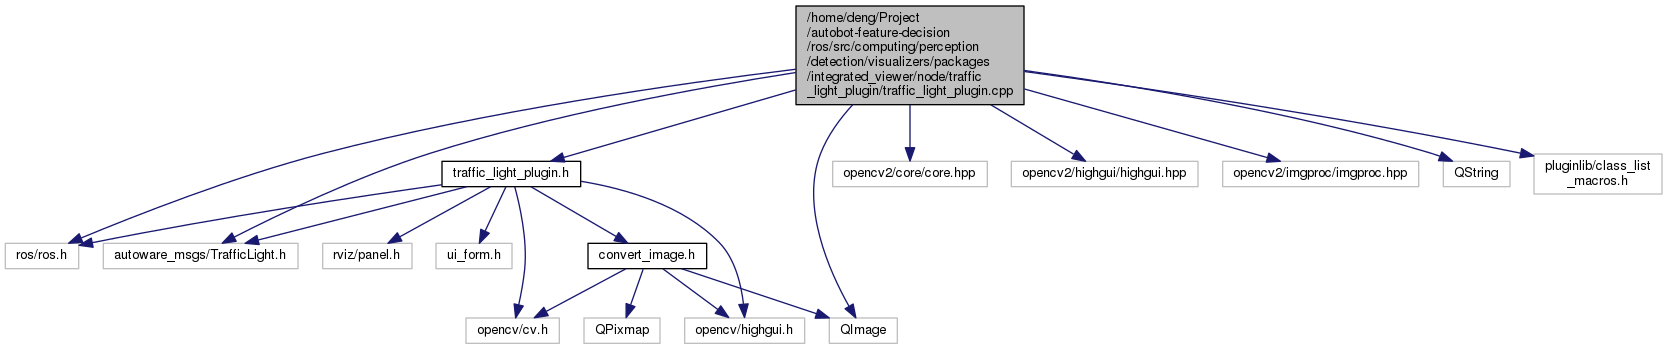 /home/deng/Project
/autobot-feature-decision
/ros/src/computing/perception
/detection/visualizers/packages
/integrated_viewer/node/traffic
_light_plugin/traffic_light_plugin.cpp
traffic_light_plugin.h
opencv2/core/core.hpp
opencv2/highgui/highgui.hpp
opencv2/imgproc/imgproc.hpp
QString
pluginlib/class_list
_macros.h
ros/ros.h
autoware_msgs/TrafficLight.h
rviz/panel.h
ui_form.h
convert_image.h
opencv/cv.h
QPixmap
opencv/highgui.h
QImage